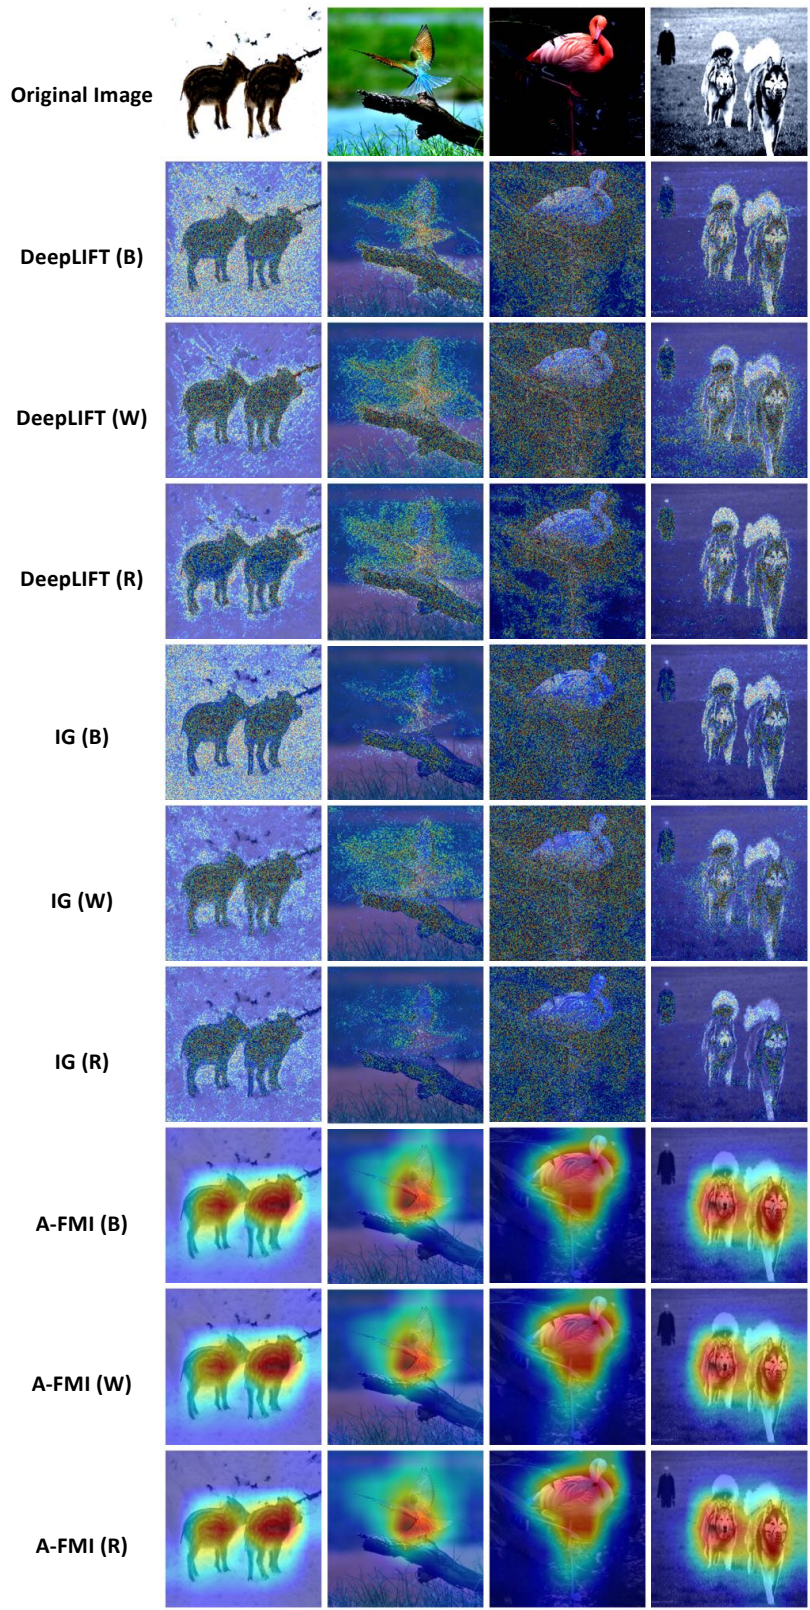 Original Image
DeepLIFT (B)
DeepLIFT (W)
DeepLIFT (R)
IG (B)
IG (W)
IG (R)
A-FMI (B)
A-FMI (W)
A-FMI (R)